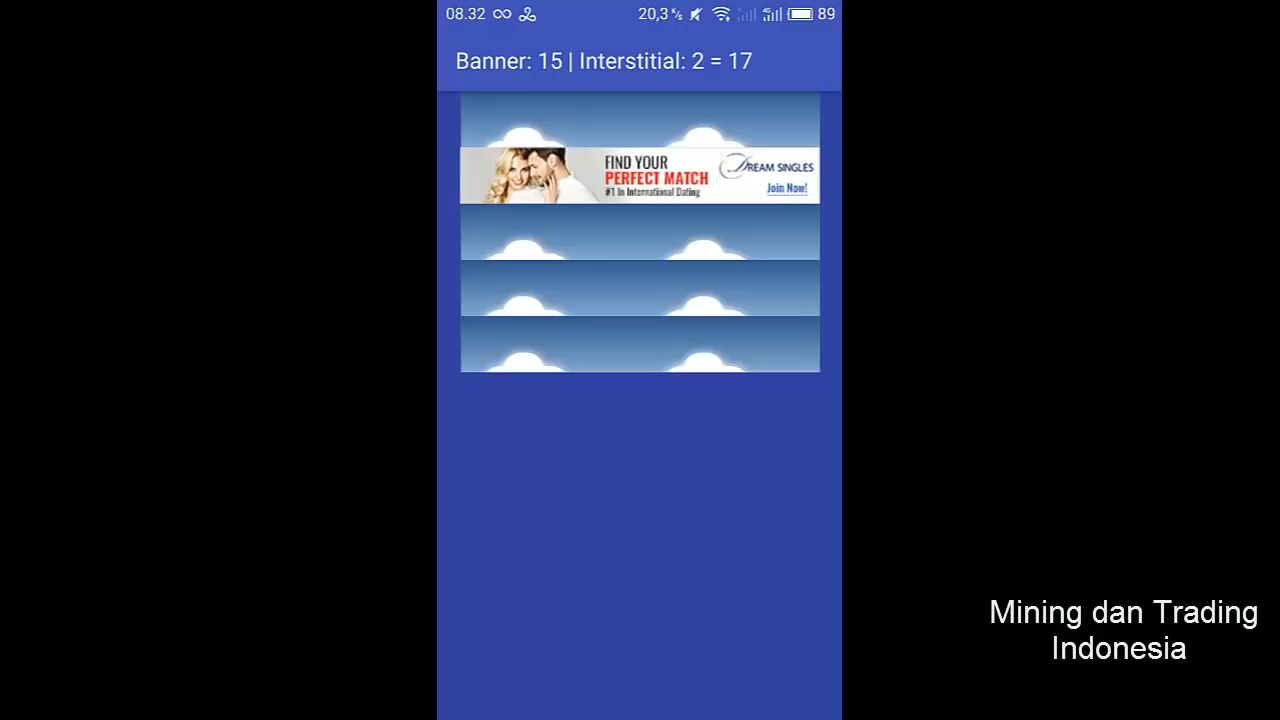 08.32 20,3 K/s 4G 89
Banner: 15 | Interstitial: 2 = 17
FIND YOUR
PERFECT MATCH
#1 In International Dating
DREAM SINGLES
Join Now!
Mining dan Trading
Indonesia